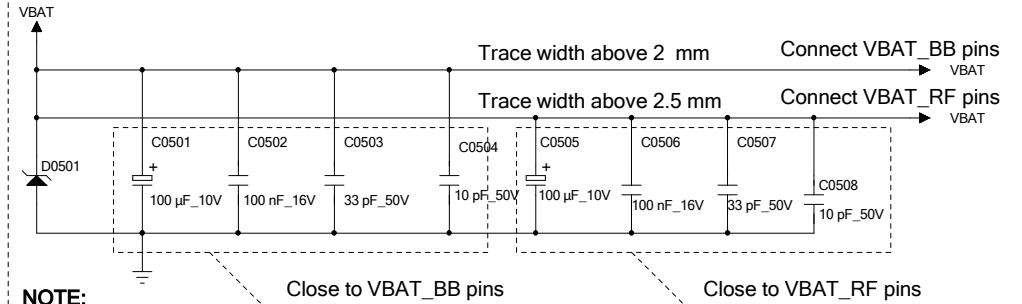 VBAT
Trace width above 2 mm
Connect VBAT_BB pins
VBAT
Trace width above 2.5 mm
Connect VBAT_RF pins
VBAT
D0501
C0501
+
100 µF_10V
C0502
100 nF_16V
C0503
33 pF_50V
C0504
10 pF_50V
C0505
+
100 µF_10V
C0506
100 nF_16V
C0507
33 pF_50V
C0508
10 pF_50V
NOTE:
Close to VBAT_BB pins
Close to VBAT_RF pins